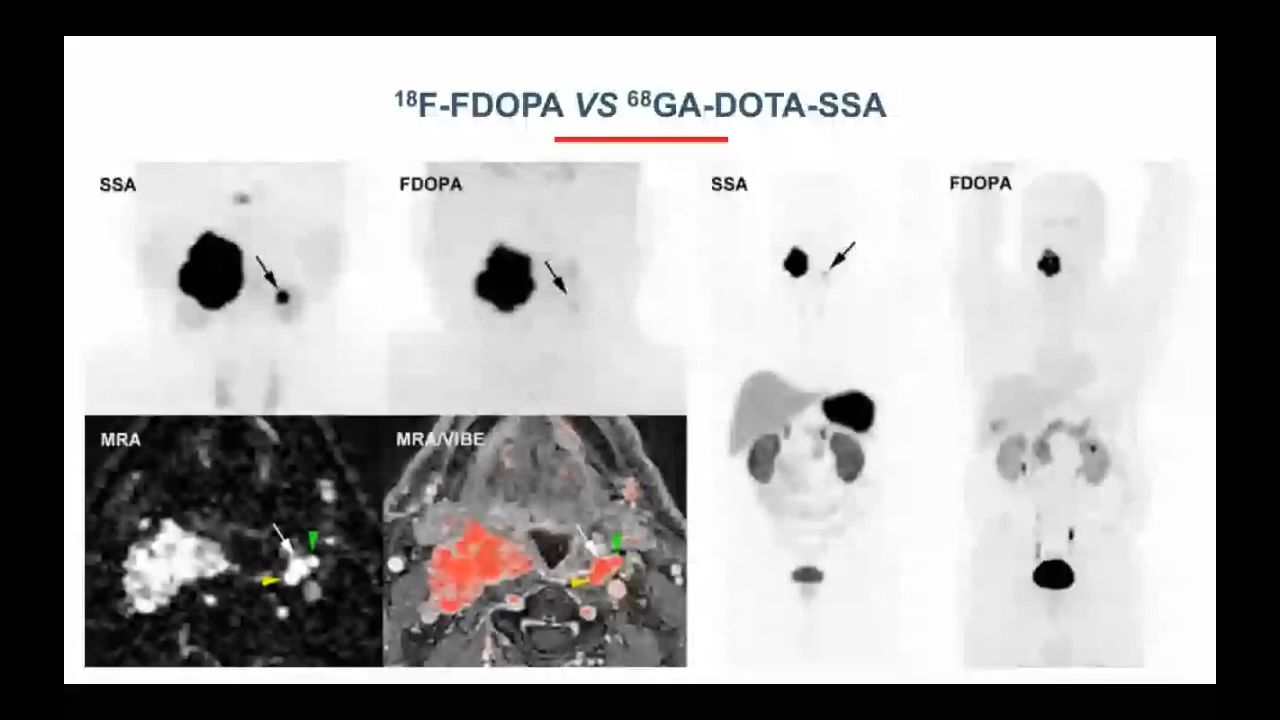 ¹⁸F-FDOPA VS ⁶⁸GA-DOTA-SSA
SSA
FDOPA
SSA
FDOPA
MRA
MRA/VIBE